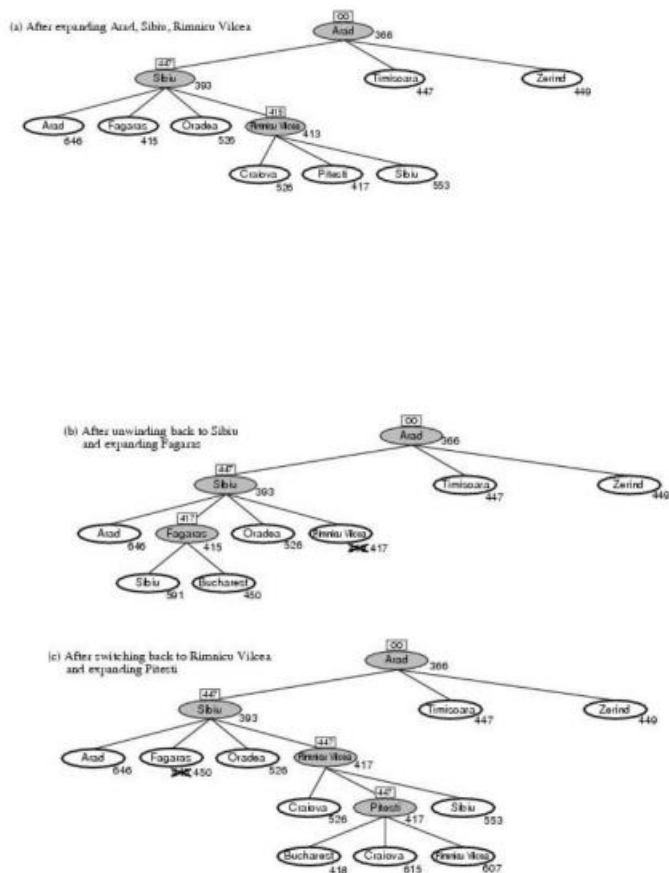 ∞
(a) After expanding Arad, Sibiu, Rimnicu Vilcea
Arad
366
447
Sibiu
393
Timisoara
447
Zerind
449
415
Arad
646
Fagaras
415
Oradea
526
Rimnicu Vilcea
413
Craiova
526
Pitesti
417
Sibiu
553
∞
(b) After unwinding back to Sibiu
and expanding Fagaras
Arad
366
447
Sibiu
393
Timisoara
447
Zerind
449
417
Arad
646
Fagaras
415
Oradea
526
Rimnicu Vilcea
417
Sibiu
591
Bucharest
450
∞
(c) After switching back to Rimnicu Vilcea
and expanding Pitesti
Arad
366
447
Sibiu
393
Timisoara
447
Zerind
449
447
Arad
646
Fagaras
450
Oradea
526
Rimnicu Vilcea
417
447
Craiova
526
Pitesti
417
Sibiu
553
Bucharest
418
Craiova
615
Rimnicu Vilcea
607